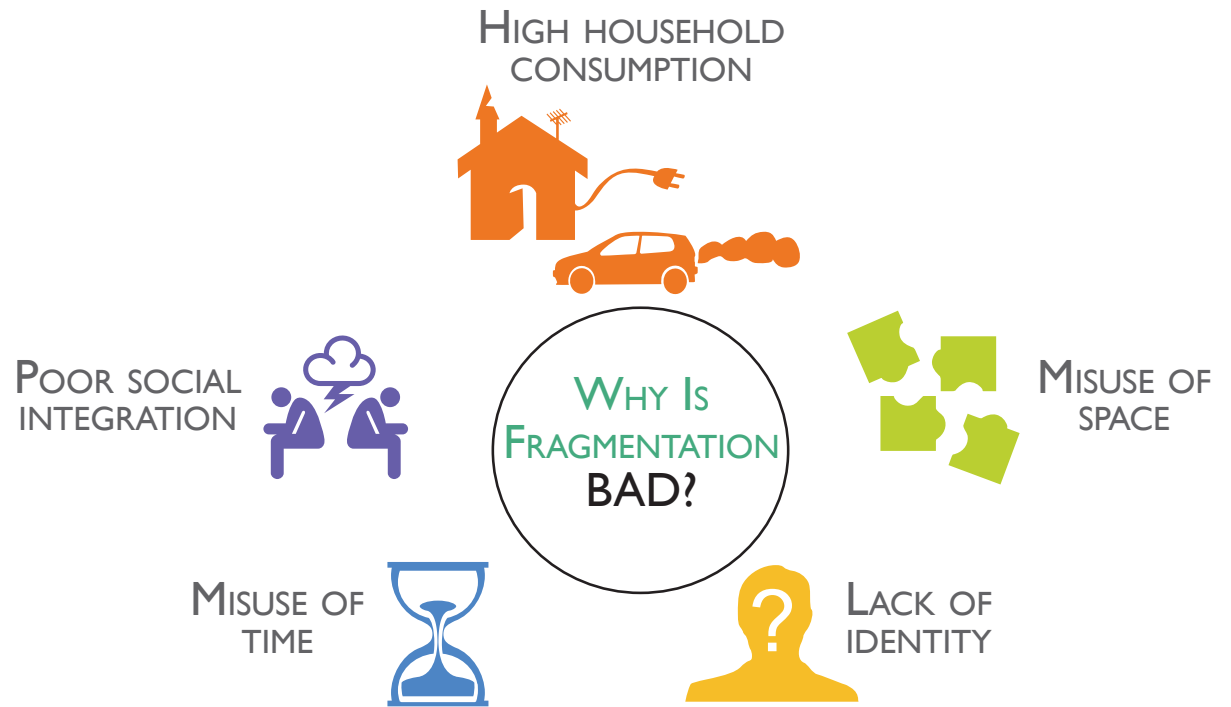 HIGH HOUSEHOLD
CONSUMPTION
POOR SOCIAL
INTEGRATION
WHY IS
FRAGMENTATION
BAD?
MISUSE OF
SPACE
MISUSE OF
TIME
?
LACK OF
IDENTITY